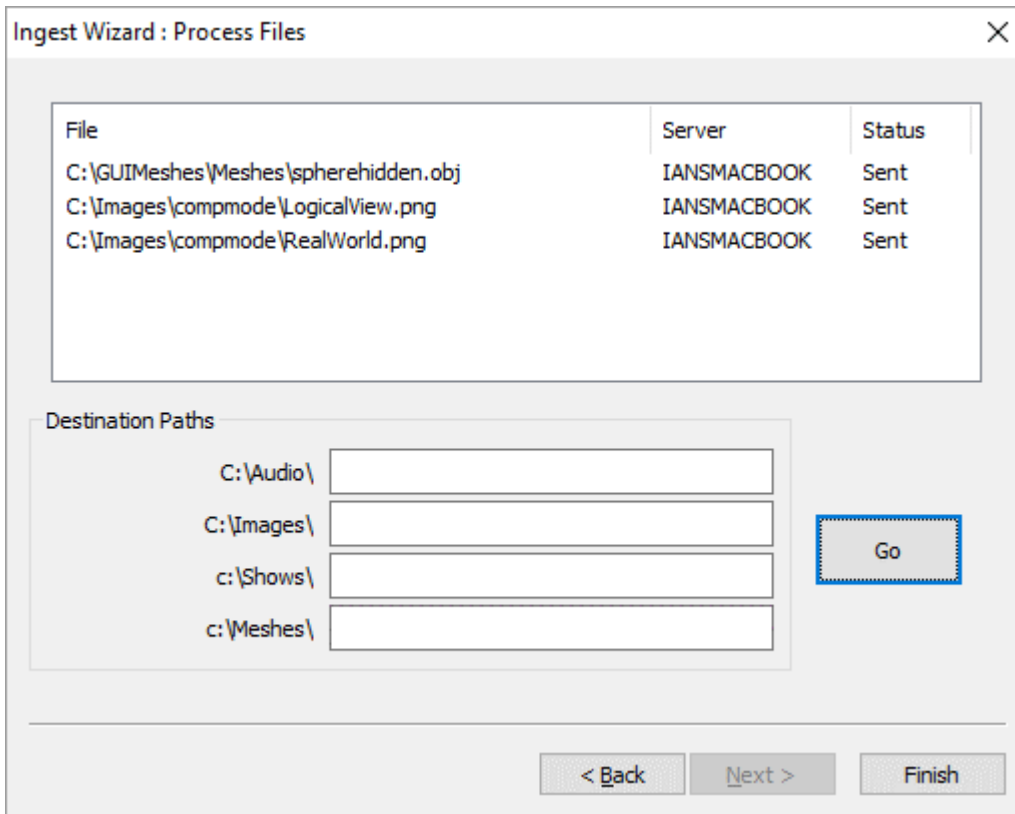 Ingest Wizard : Process Files
File Server Status
C:\GUIMeshes\Meshes\spherehidden.obj IANSMACBOOK Sent
C:\Images\compmode\LogicalView.png IANSMACBOOK Sent
C:\Images\compmode\RealWorld.png IANSMACBOOK Sent
Destination Paths
C:\Audio\
C:\Images\
Go
c:\Shows\
c:\Meshes\
< Back Next > Finish